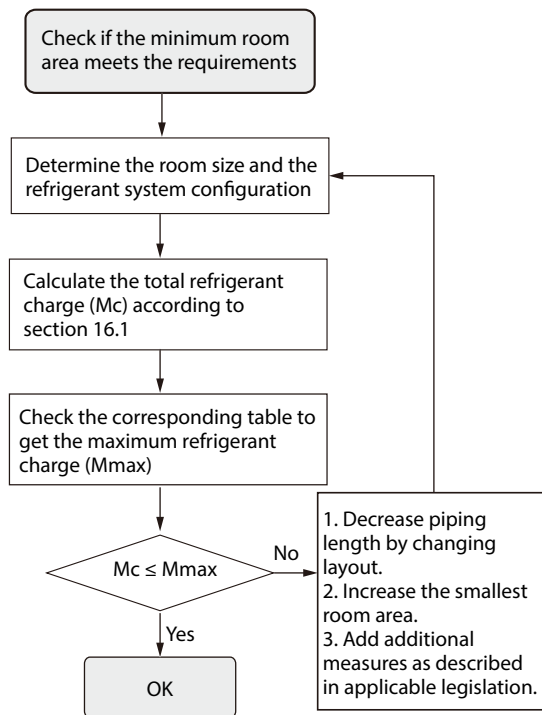 Check if the minimum room
area meets the requirements
Determine the room size and the
refrigerant system configuration
Calculate the total refrigerant
charge (Mc) according to
section 16.1
Check the corresponding table to
get the maximum refrigerant
charge (Mmax)
Mc ≤ Mmax
No
1. Decrease piping
length by changing
layout.
2. Increase the smallest
room area.
3. Add additional
measures as described
in applicable legislation.
Yes
OK